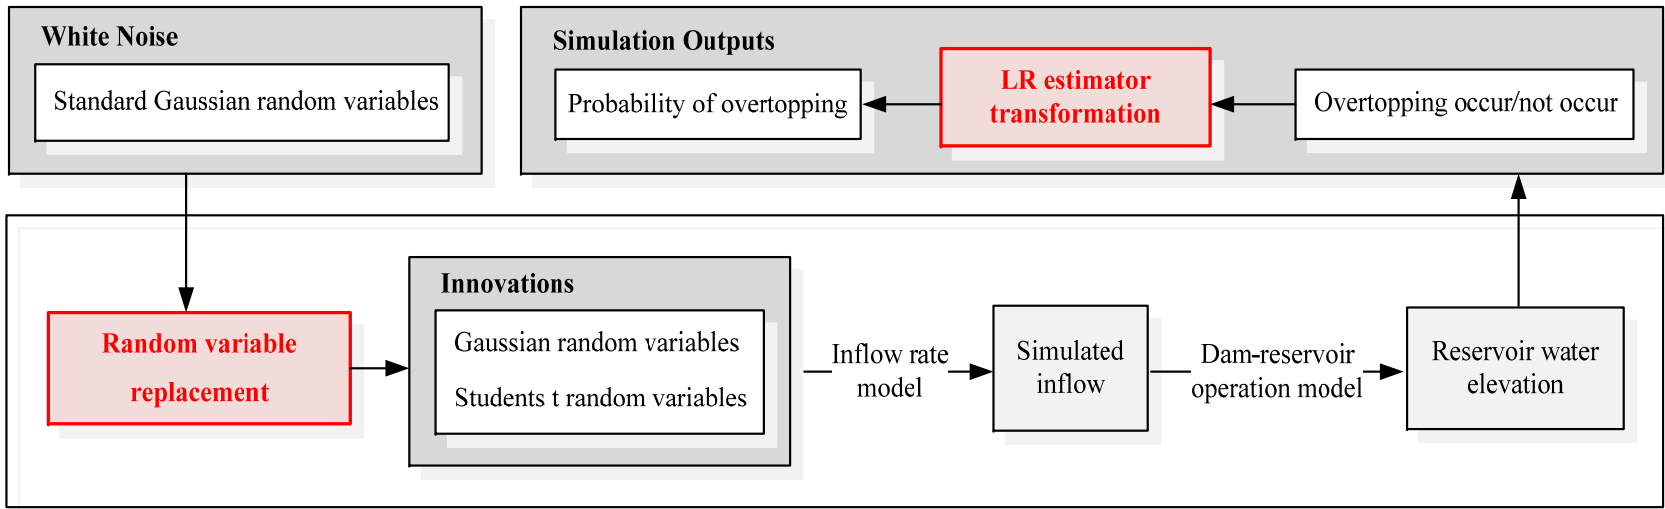 White Noise
Standard Gaussian random variables
Simulation Outputs
Probability of overtopping
LR estimator
transformation
Overtopping occur/not occur
Random variable
replacement
Innovations
Gaussian random variables
Students t random variables
Inflow rate
model
Simulated
inflow
Dam-reservoir
operation model
Reservoir water
elevation